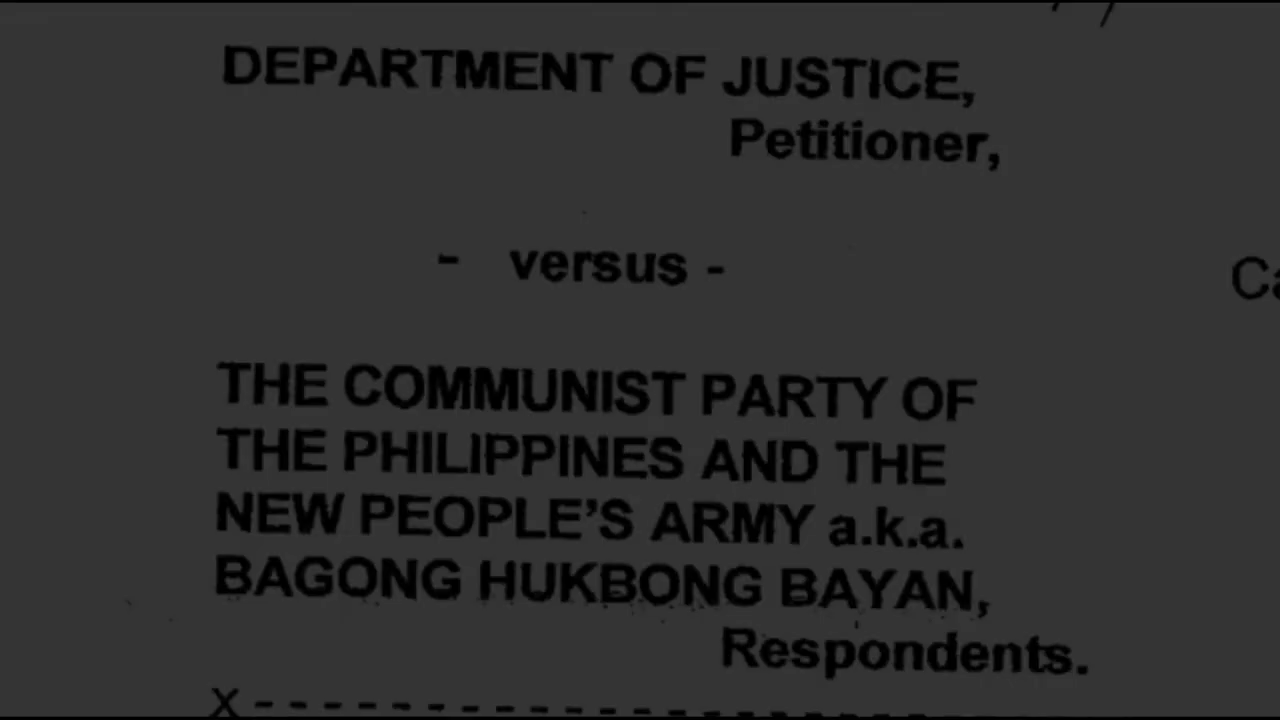 DEPARTMENT OF JUSTICE,
Petitioner,
- versus -
THE COMMUNIST PARTY OF
THE PHILIPPINES AND THE
NEW PEOPLE'S ARMY a.k.a.
BAGONG HUKBONG BAYAN,
Respondents.
x - - - - - - - - - - - - - - - - - - - - -